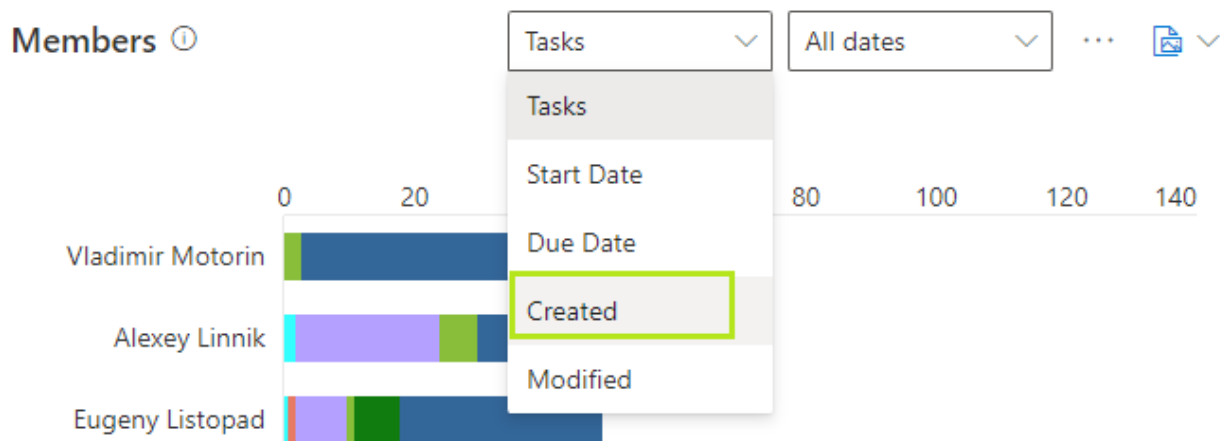 Members
Tasks
All dates
Tasks
Start Date
Due Date
Created
Modified
0 20 80 100 120 140
Vladimir Motorin
Alexey Linnik
Eugeny Listopad